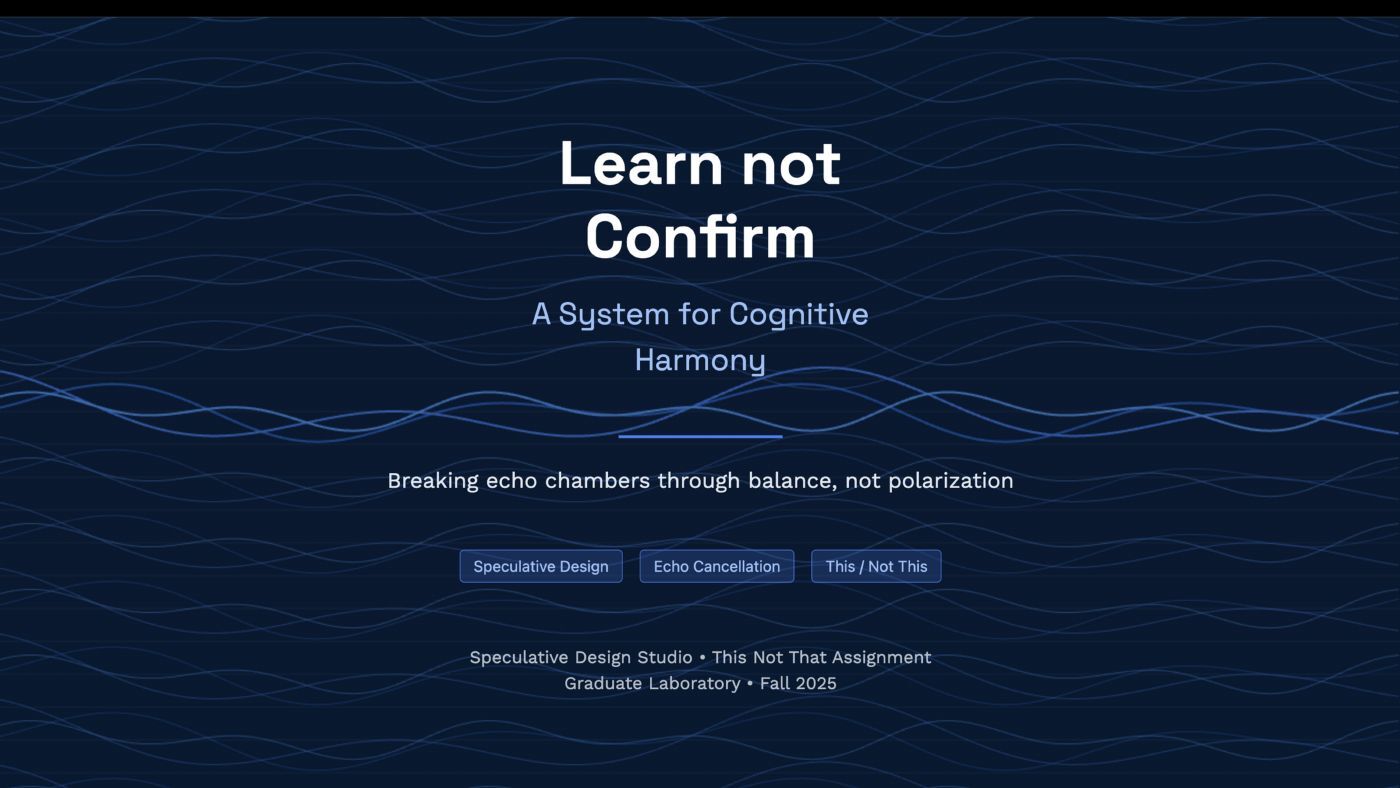 Learn not
Confirm
A System for Cognitive
Harmony
Breaking echo chambers through balance, not polarization
Speculative Design
Echo Cancellation
This / Not This
Speculative Design Studio • This Not That Assignment
Graduate Laboratory • Fall 2025